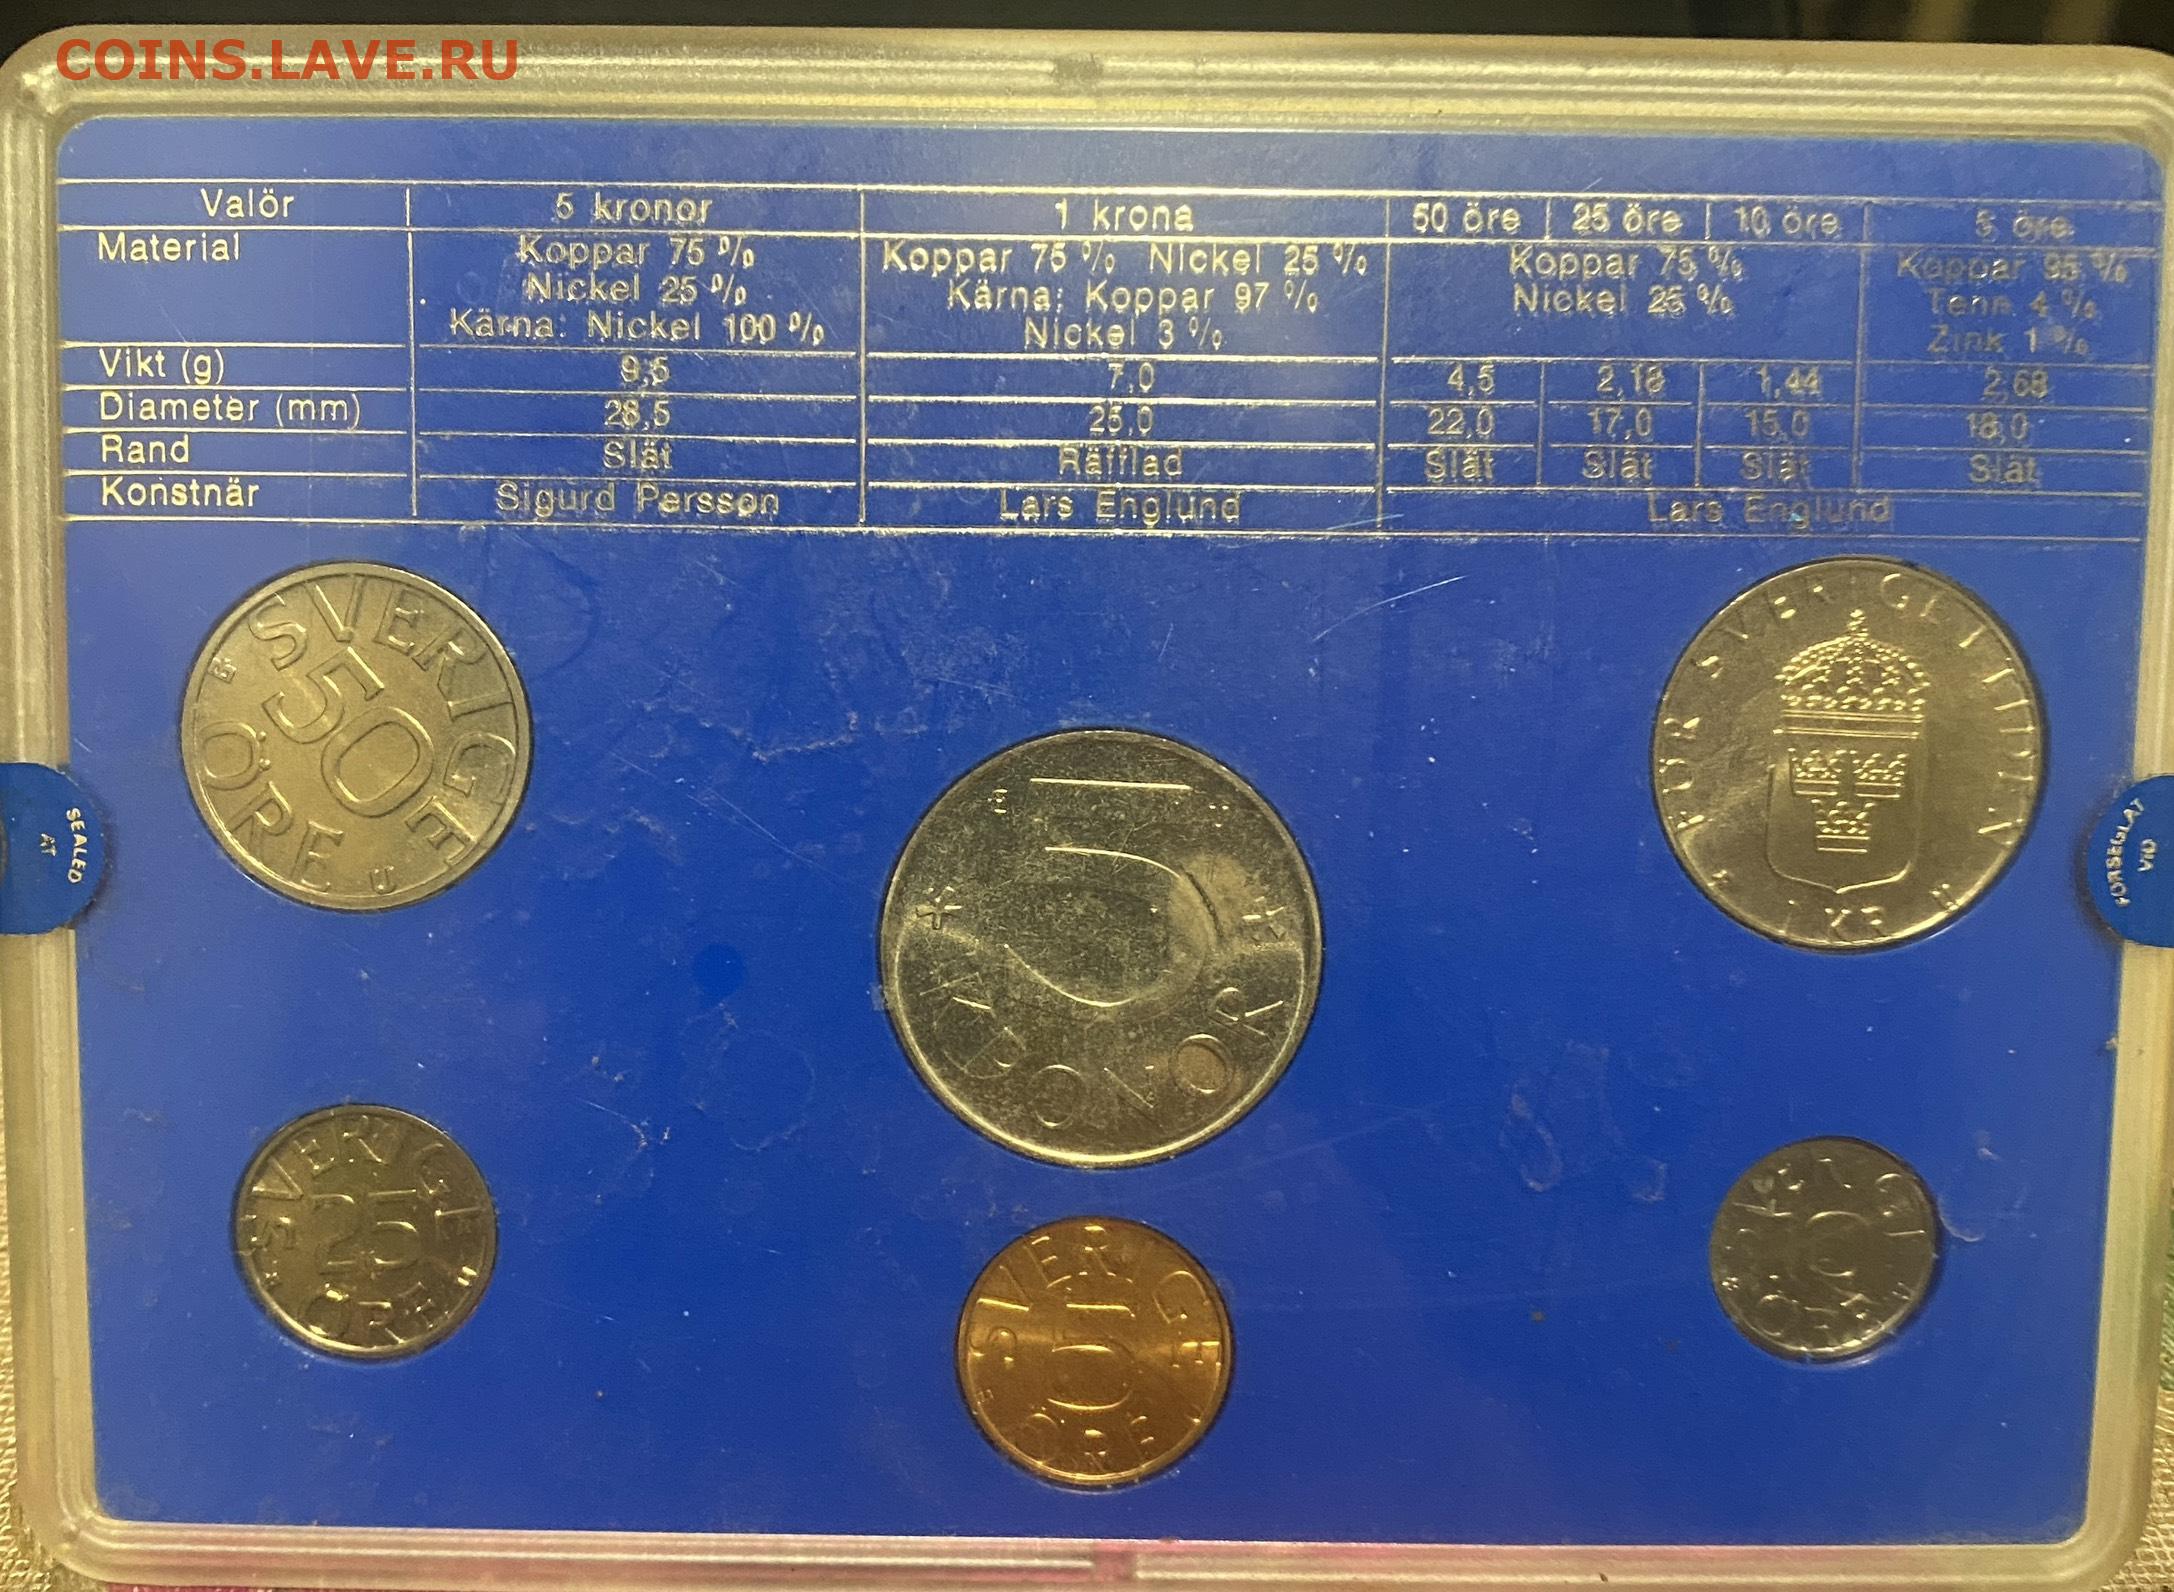 COINS.LAVE.RU
Valör 5 kronor 1 krona 50 öre 25 öre 10 öre 5 öre
Material Koppar 75 % Koppar 75 % Nickel 25 % Koppar 75 % Koppar 95 %
Nickel 25 % Kärna: Koppar 97 % Nickel 25 % Tenn 4 %
Kärna: Nickel 100 % Nickel 3 % Zink 1 %
Vikt (g) 9,5 7,0 4,5 2,18 1,44 2,68
Diameter (mm) 28,5 25,0 22,0 17,0 15,0 18,0
Rand Slät Räfflad Slät Slät Slät Slät
Konstnär Sigurd Persson Lars Englund Lars Englund
SVERIGE
50
ÖRE
U
FÖR SVERIGE I TIDEN
1 KR
5
KRONOR
SEALED
AT
FÖRSEGLAT
VID
SVERIGE
25
ÖRE
SVERIGE
5
ÖRE
U
ÖRE